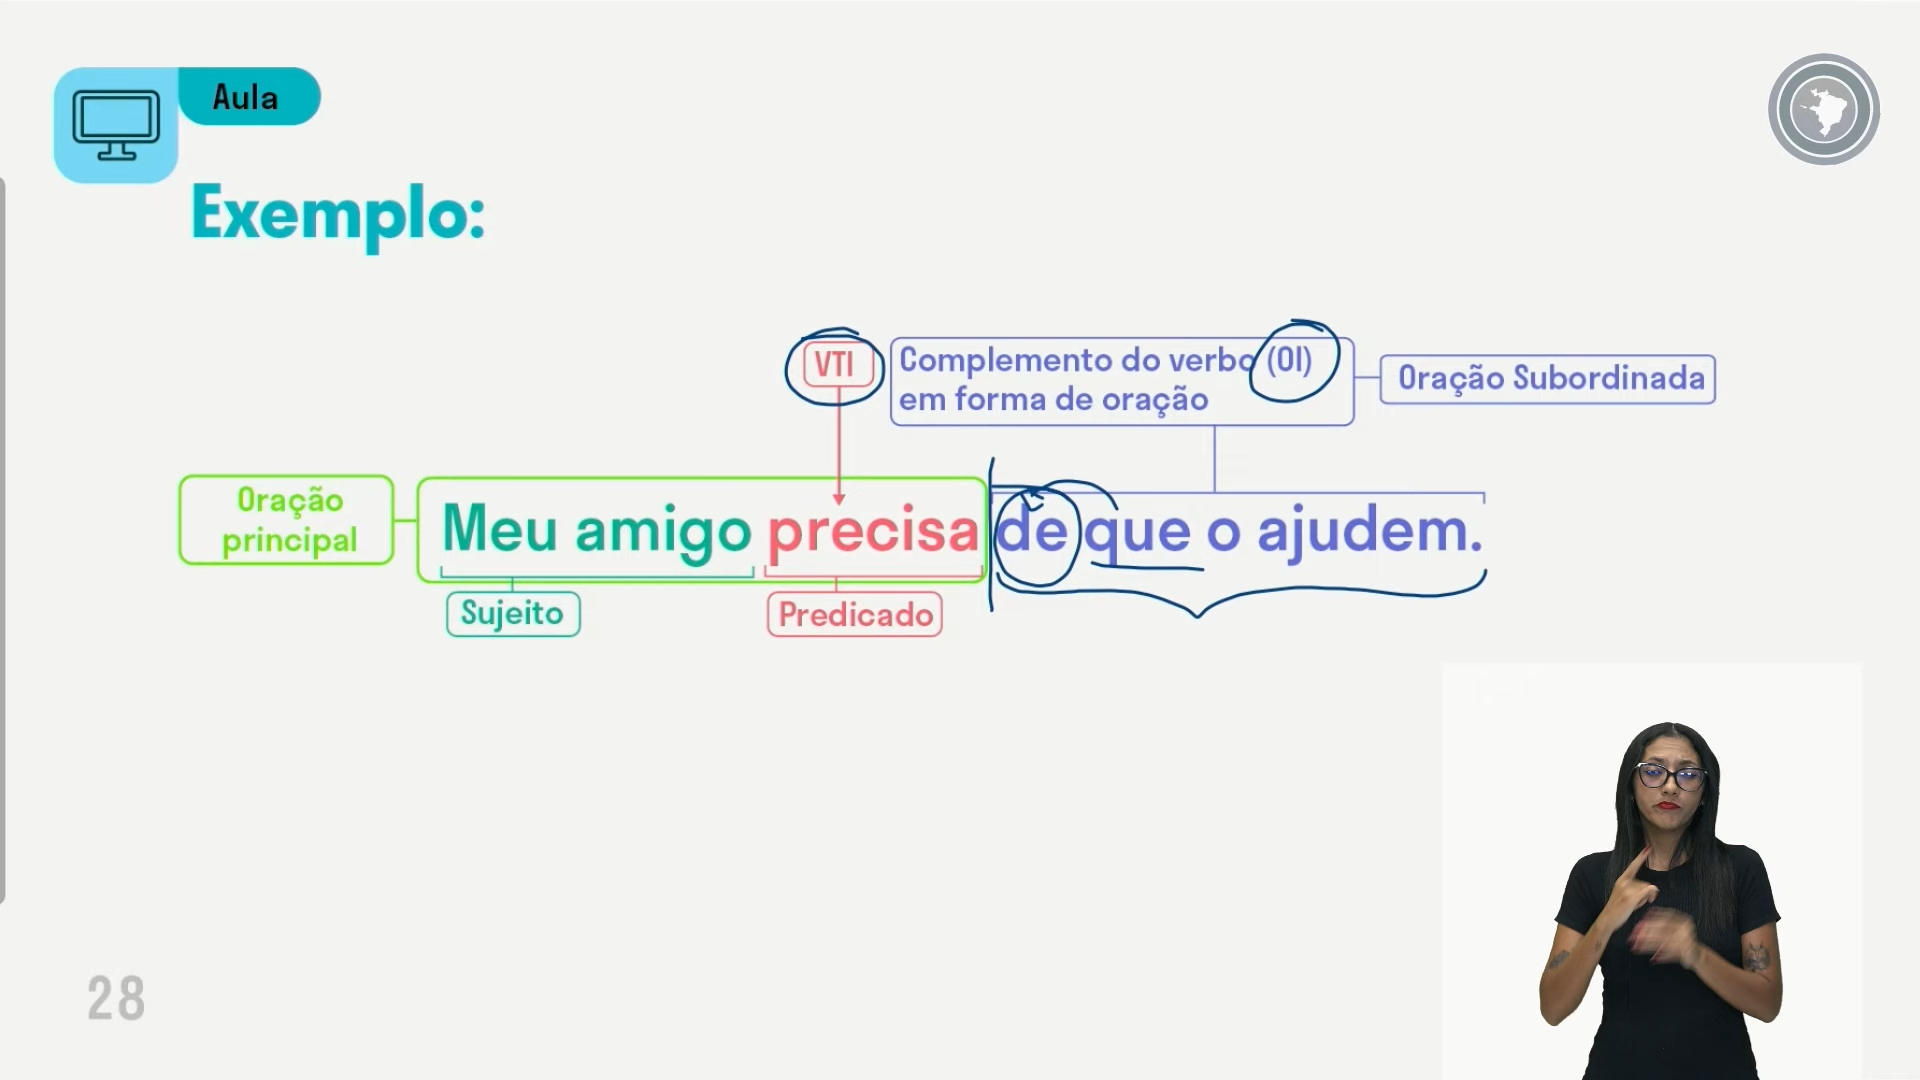 Aula
Exemplo:
VTI
Complemento do verbo (OI)
em forma de oração
Oração Subordinada
Oração
principal
Meu amigo precisa de que o ajudem.
Sujeito
Predicado
28